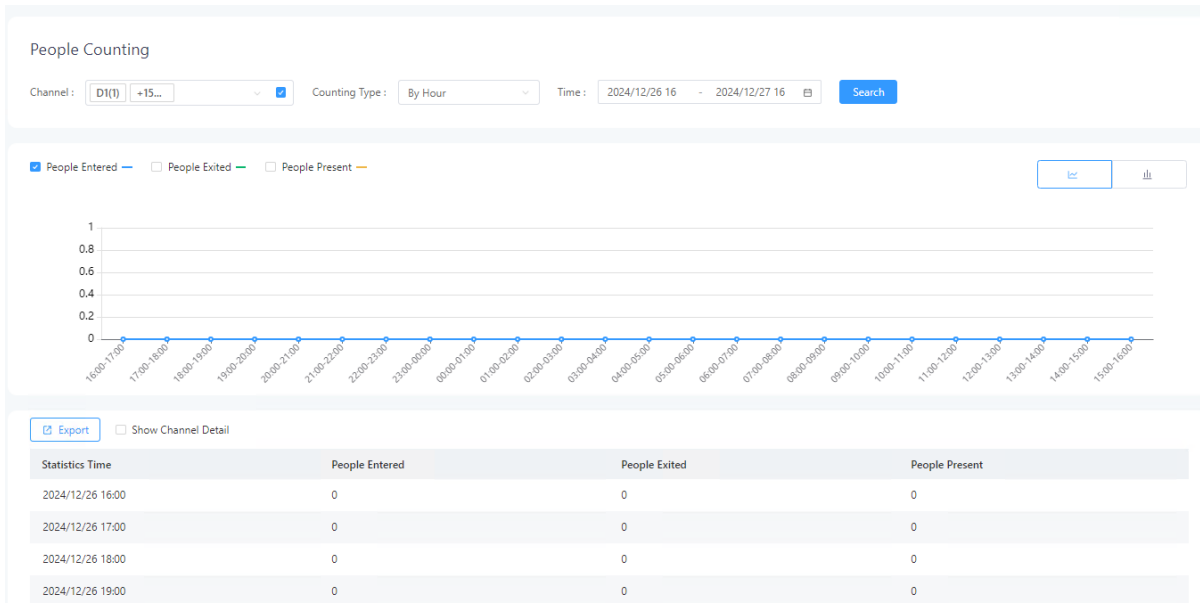 People Counting
Channel : D1(1) +15... Counting Type : By Hour Time : 2024/12/26 16 - 2024/12/27 16 Search
People Entered People Exited People Present
1
0.8
0.6
0.4
0.2
0
16:00-17:00 17:00-18:00 18:00-19:00 19:00-20:00 20:00-21:00 21:00-22:00 22:00-23:00 23:00-00:00 00:00-01:00 01:00-02:00 02:00-03:00 03:00-04:00 04:00-05:00 05:00-06:00 06:00-07:00 07:00-08:00 08:00-09:00 09:00-10:00 10:00-11:00 11:00-12:00 12:00-13:00 13:00-14:00 14:00-15:00 15:00-16:00
Export Show Channel Detail
Statistics Time People Entered People Exited People Present
2024/12/26 16:00 0 0 0
2024/12/26 17:00 0 0 0
2024/12/26 18:00 0 0 0
2024/12/26 19:00 0 0 0